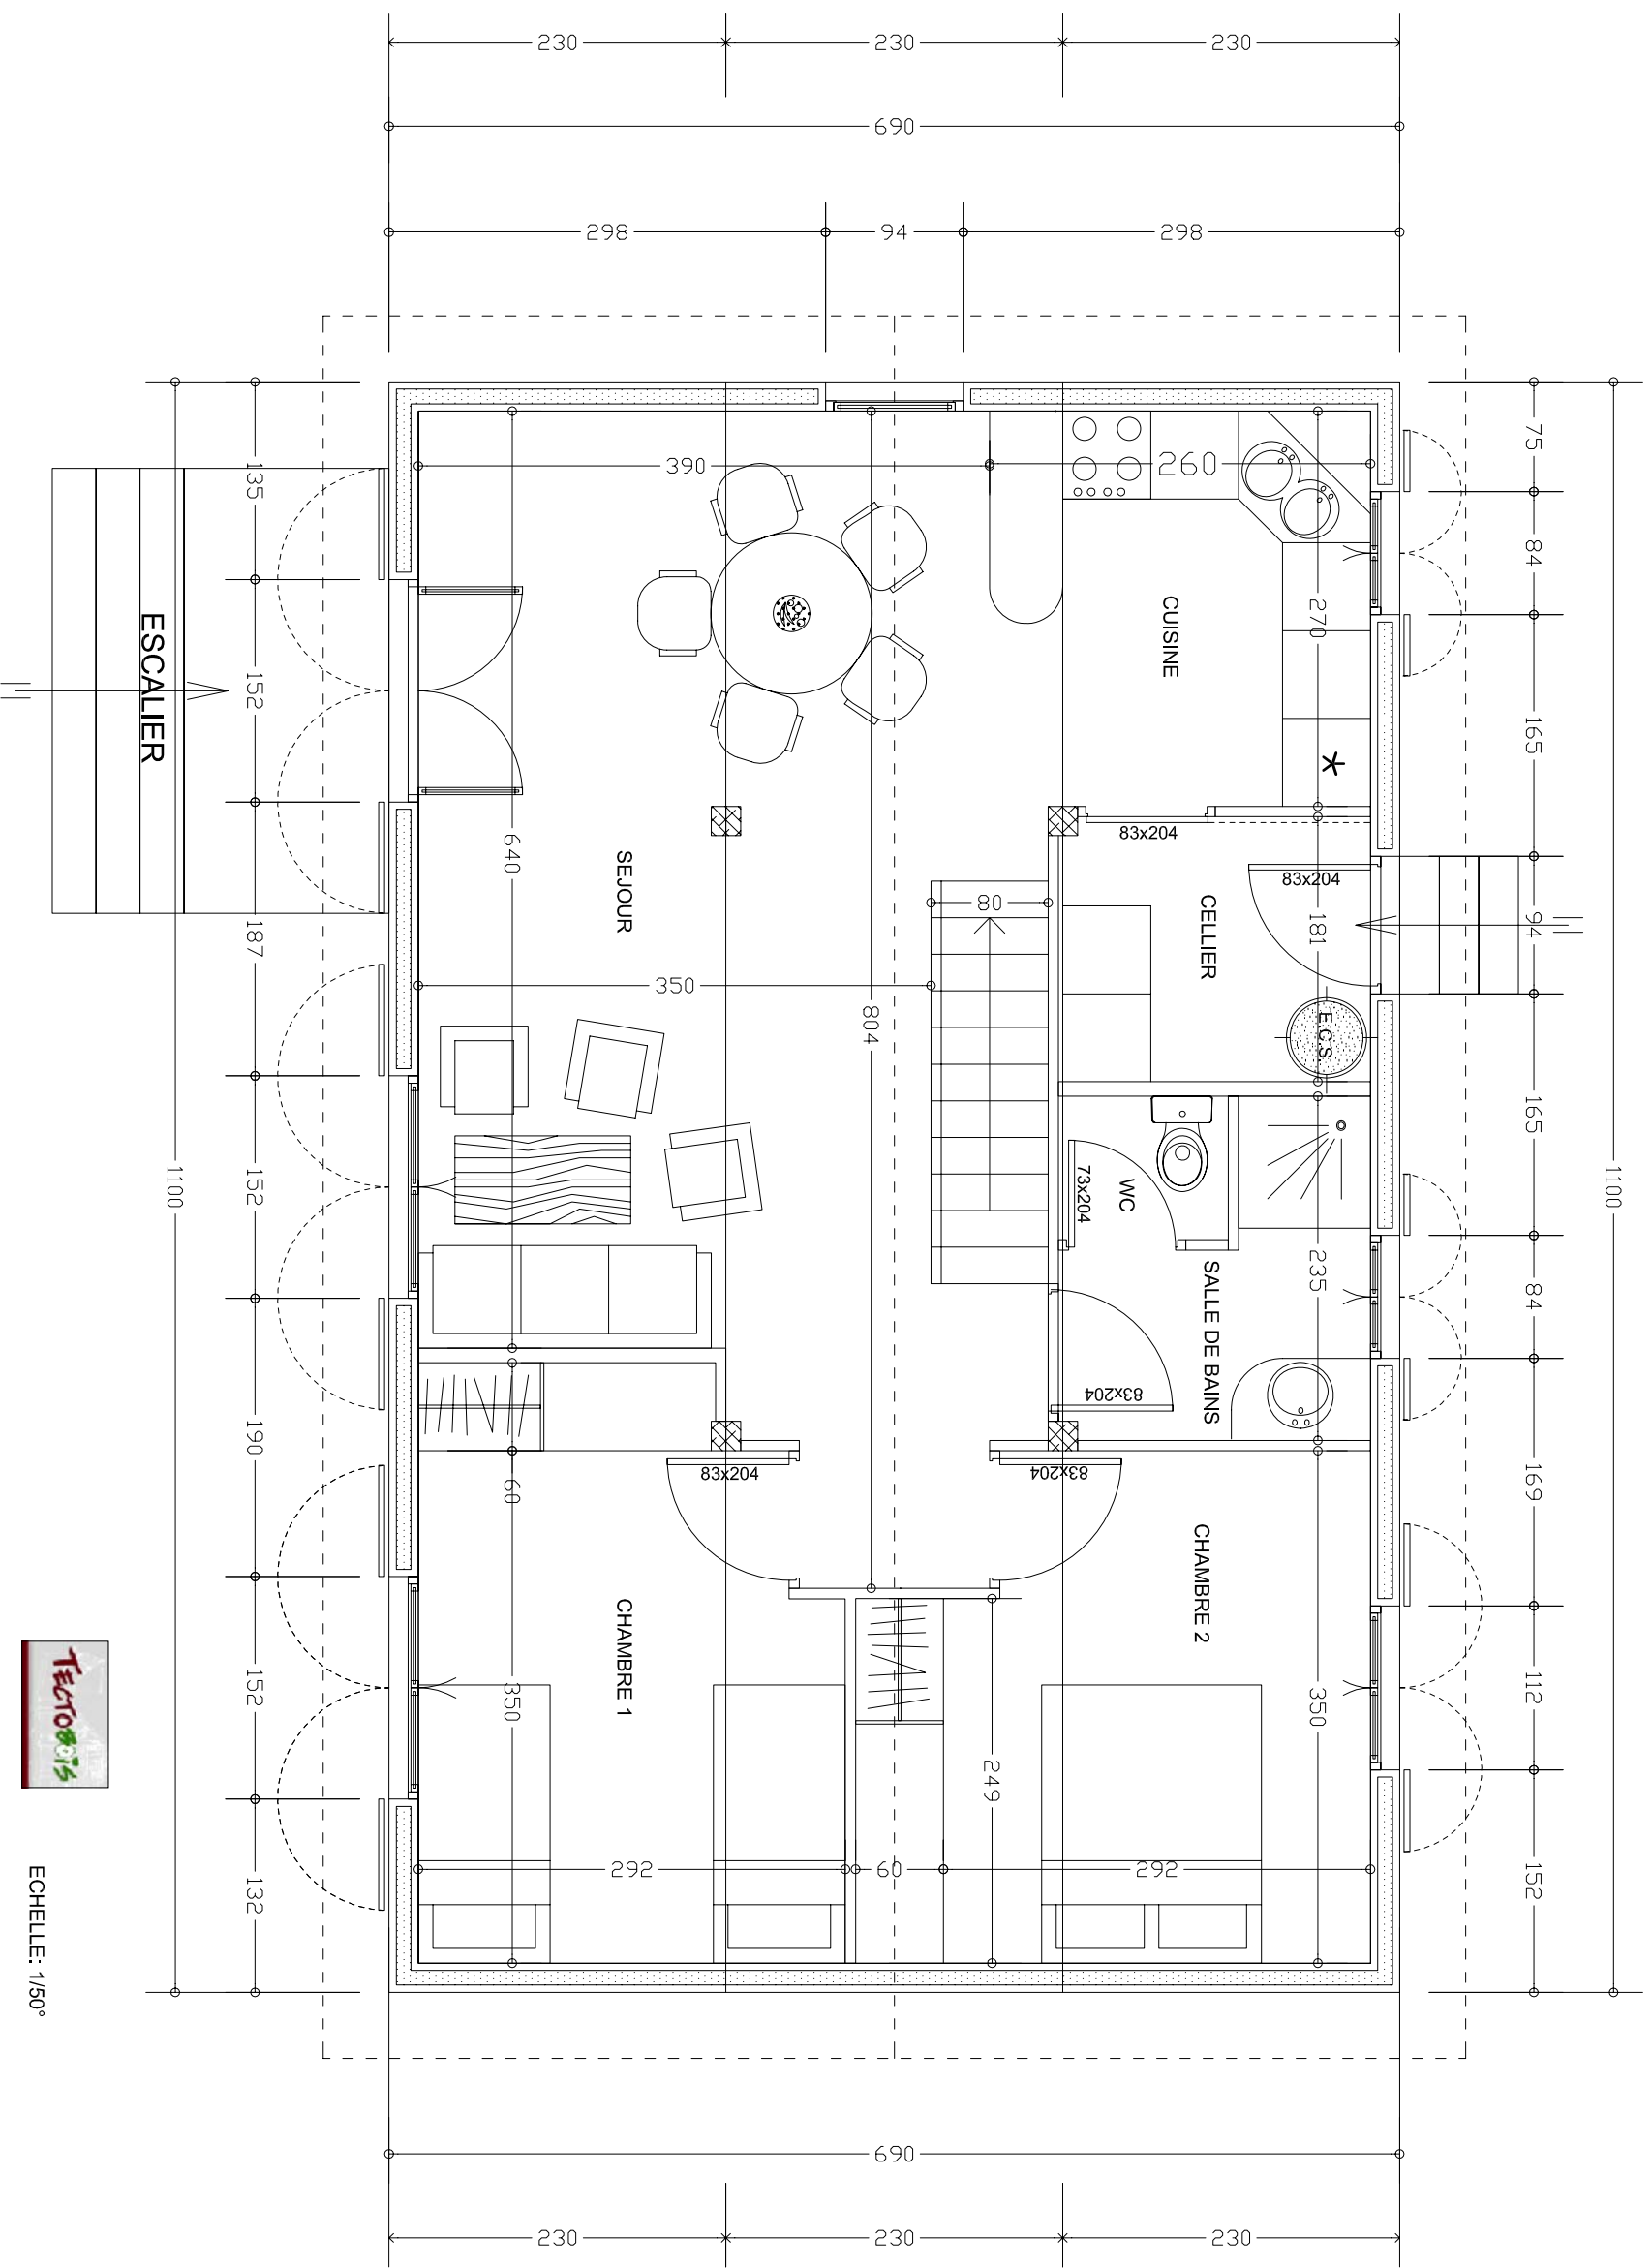 230
230
230
690
298
94
298
75
84
165
94
165
84
169
112
152
1100
390
260
270
CUISINE
83x204
83x204
CELLIER
181
E.C.S
80
640
SEJOUR
350
804
73x204
WC
235
SALLE DE BAINS
83x204
83x204
83x204
60
CHAMBRE 1
CHAMBRE 2
350
350
249
292
60
292
ESCALIER
135
152
187
152
190
152
132
1100
690
230
230
230
TECTOBOIS
ECHELLE: 1/50°